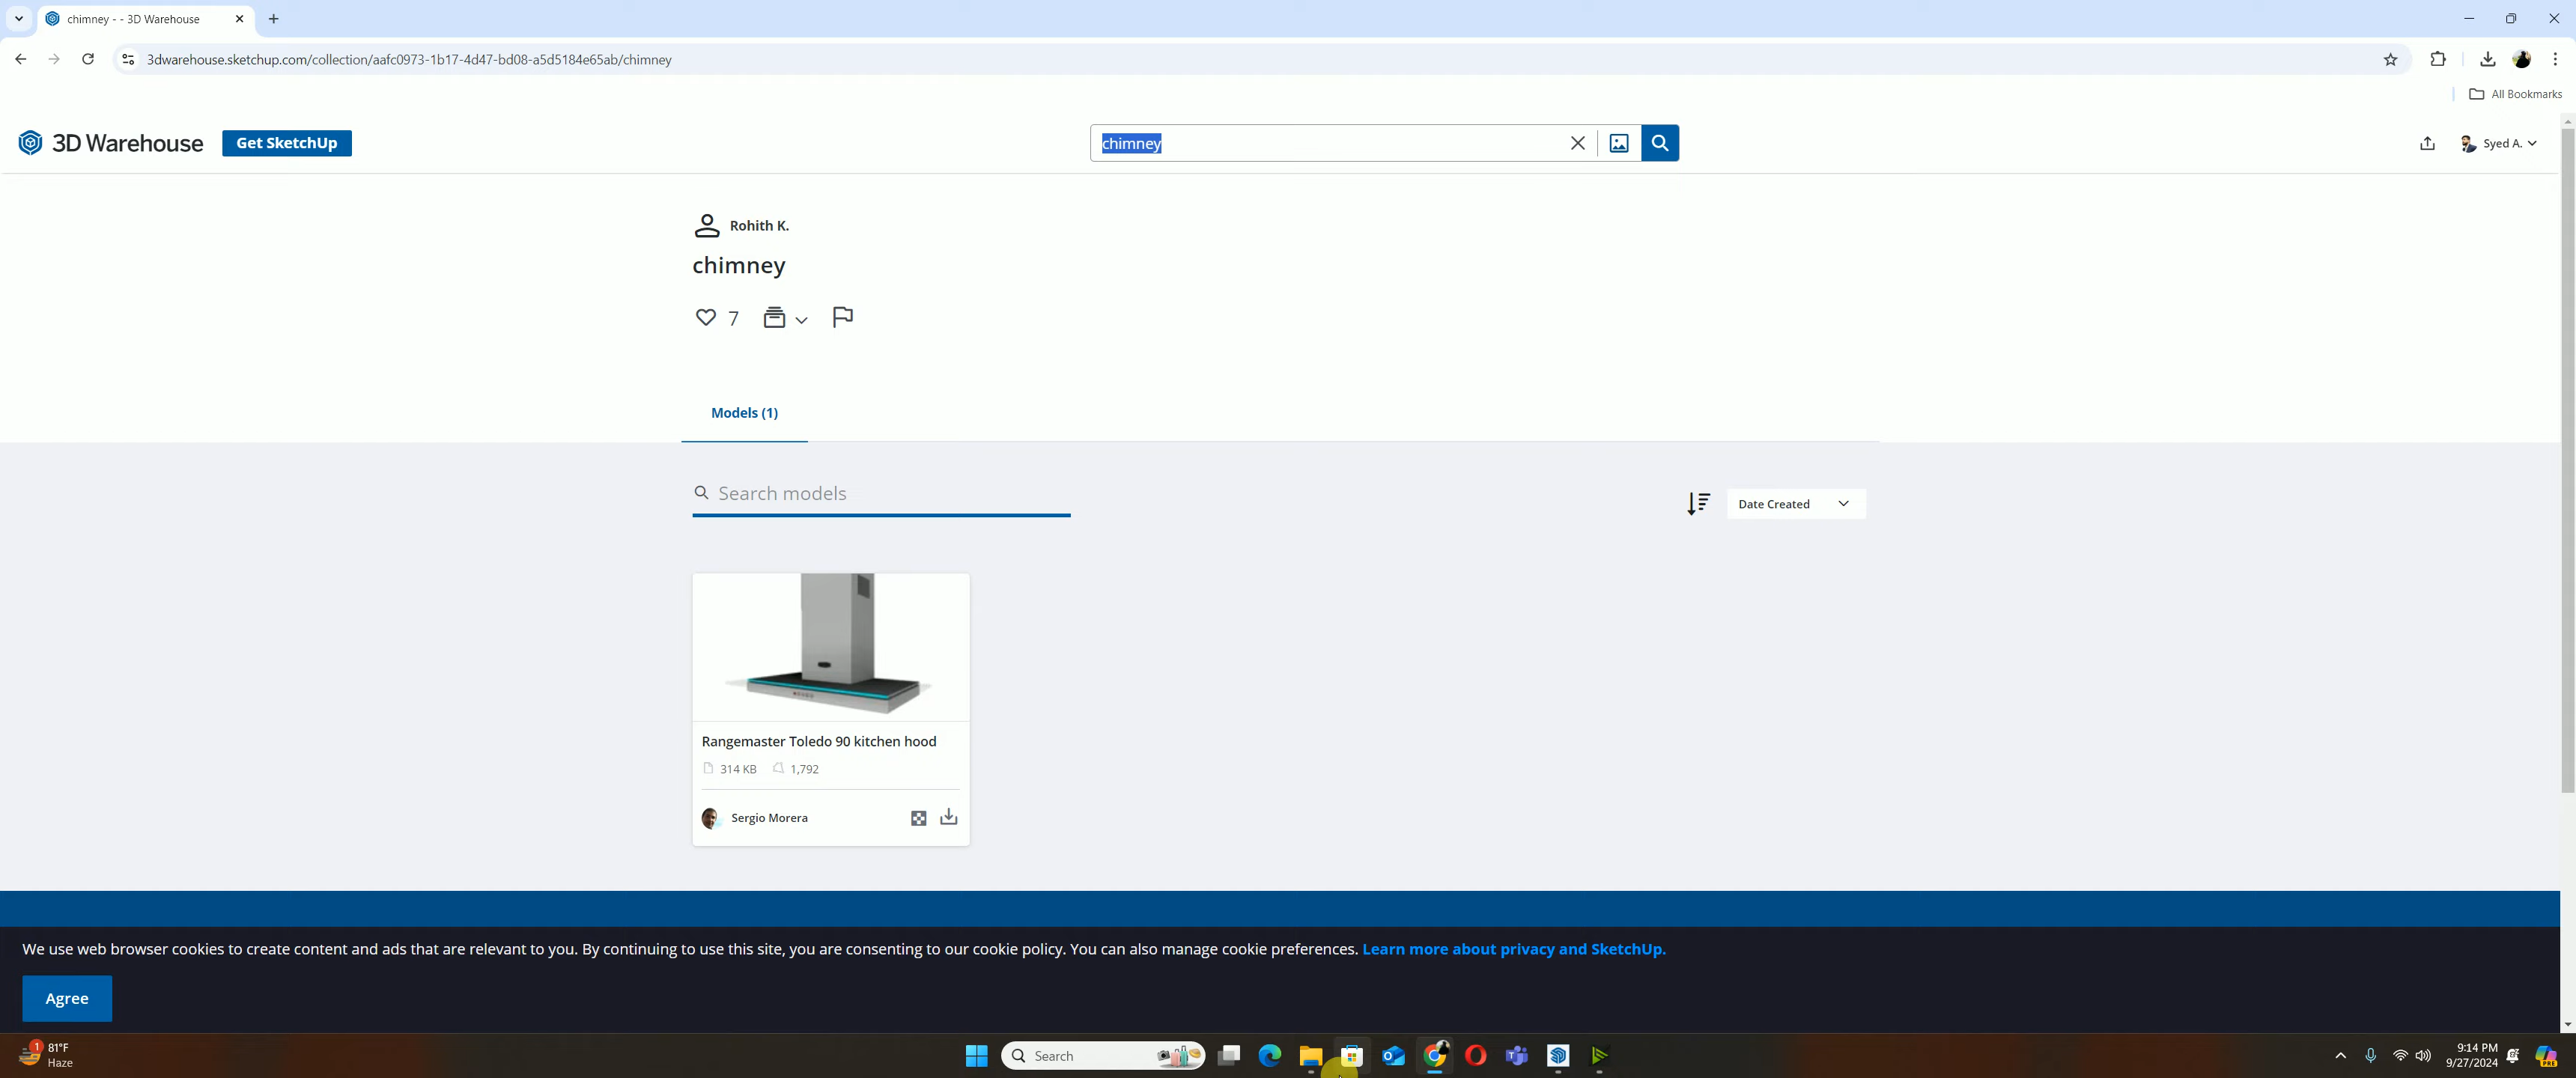 chimney - - 3D Warehouse
3dwarehouse.sketchup.com/collection/aafc0973-1b17-4d47-bd08-a5d5184e65ab/chimney
All Bookmarks
3D Warehouse
Get SketchUp
chimney
Syed A.
Rohith K.
chimney
7
Models (1)
Search models
Date Created
Rangemaster Toledo 90 kitchen hood
314 KB 1,792
Sergio Morera
We use web browser cookies to create content and ads that are relevant to you. By continuing to use this site, you are consenting to our cookie policy. You can also manage cookie preferences. Learn more about privacy and SketchUp.
Agree
1
81°F
Haze
Search
9:14 PM
9/27/2024
PRE